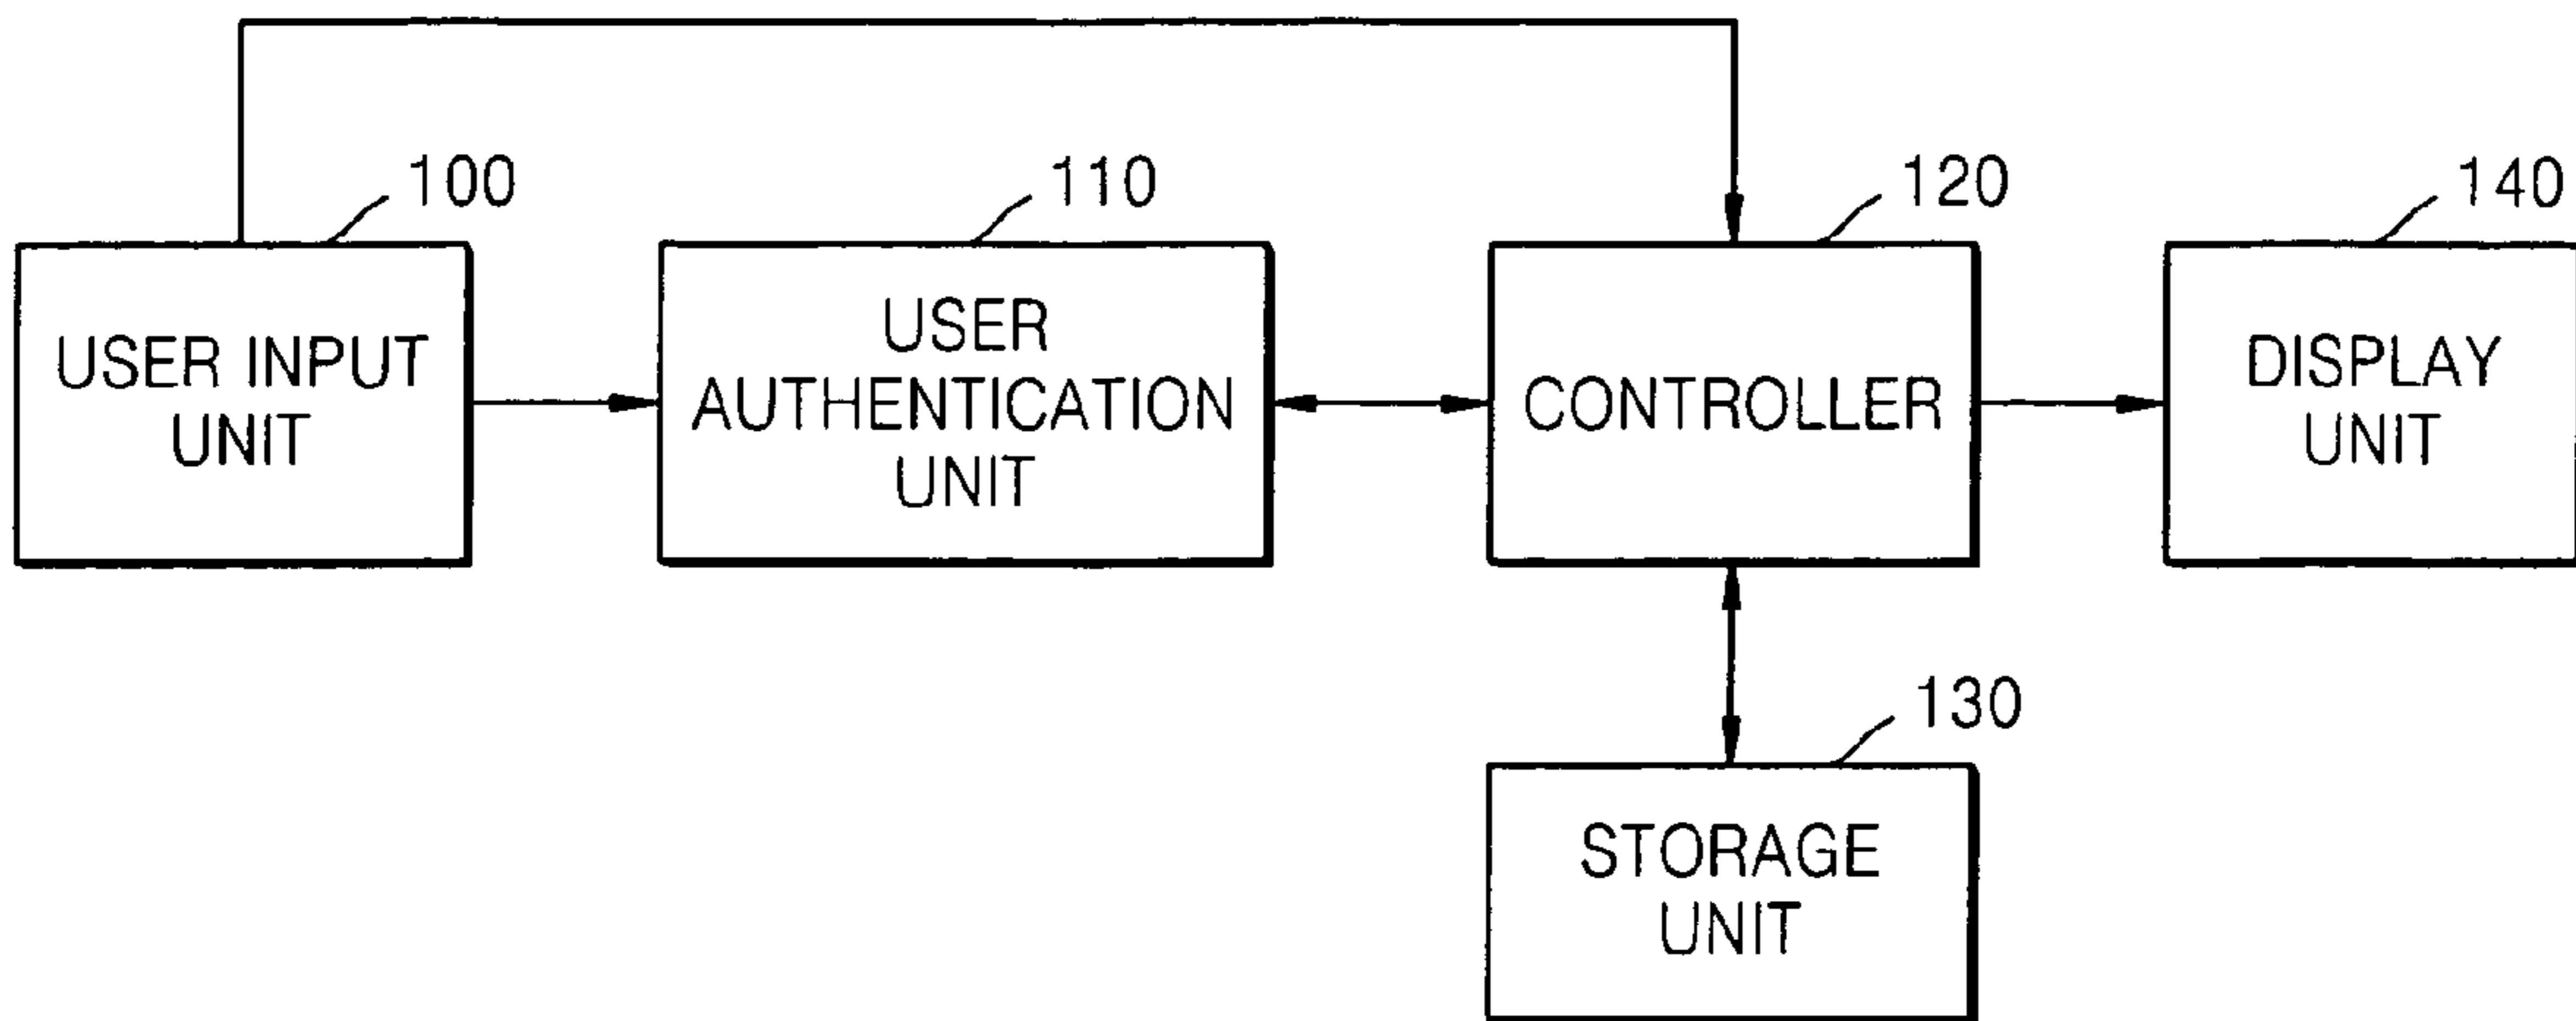 100
110
120
140
USER INPUT
UNIT
USER
AUTHENTICATION
UNIT
CONTROLLER
DISPLAY
UNIT
130
STORAGE
UNIT